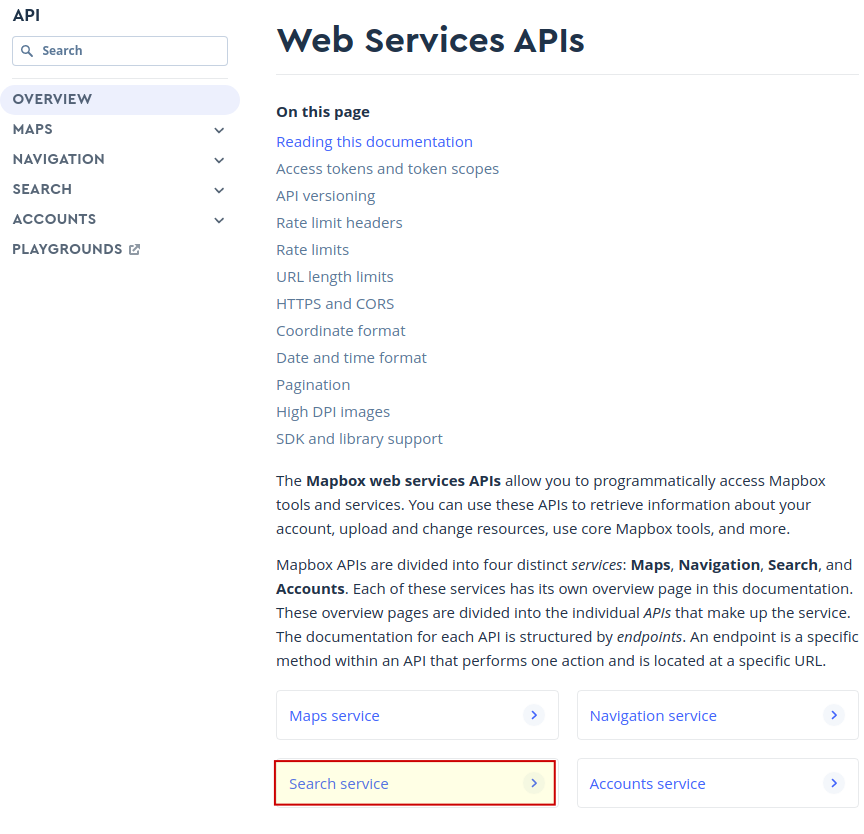 API
Search
OVERVIEW
MAPS
NAVIGATION
SEARCH
ACCOUNTS
PLAYGROUNDS
Web Services APIs
On this page
Reading this documentation
Access tokens and token scopes
API versioning
Rate limit headers
Rate limits
URL length limits
HTTPS and CORS
Coordinate format
Date and time format
Pagination
High DPI images
SDK and library support
The Mapbox web services APIs allow you to programmatically access Mapbox
tools and services. You can use these APIs to retrieve information about your
account, upload and change resources, use core Mapbox tools, and more.
Mapbox APIs are divided into four distinct services: Maps, Navigation, Search, and
Accounts. Each of these services has its own overview page in this documentation.
These overview pages are divided into the individual APIs that make up the service.
The documentation for each API is structured by endpoints. An endpoint is a specific
method within an API that performs one action and is located at a specific URL.
Maps service
Navigation service
Search service
Accounts service